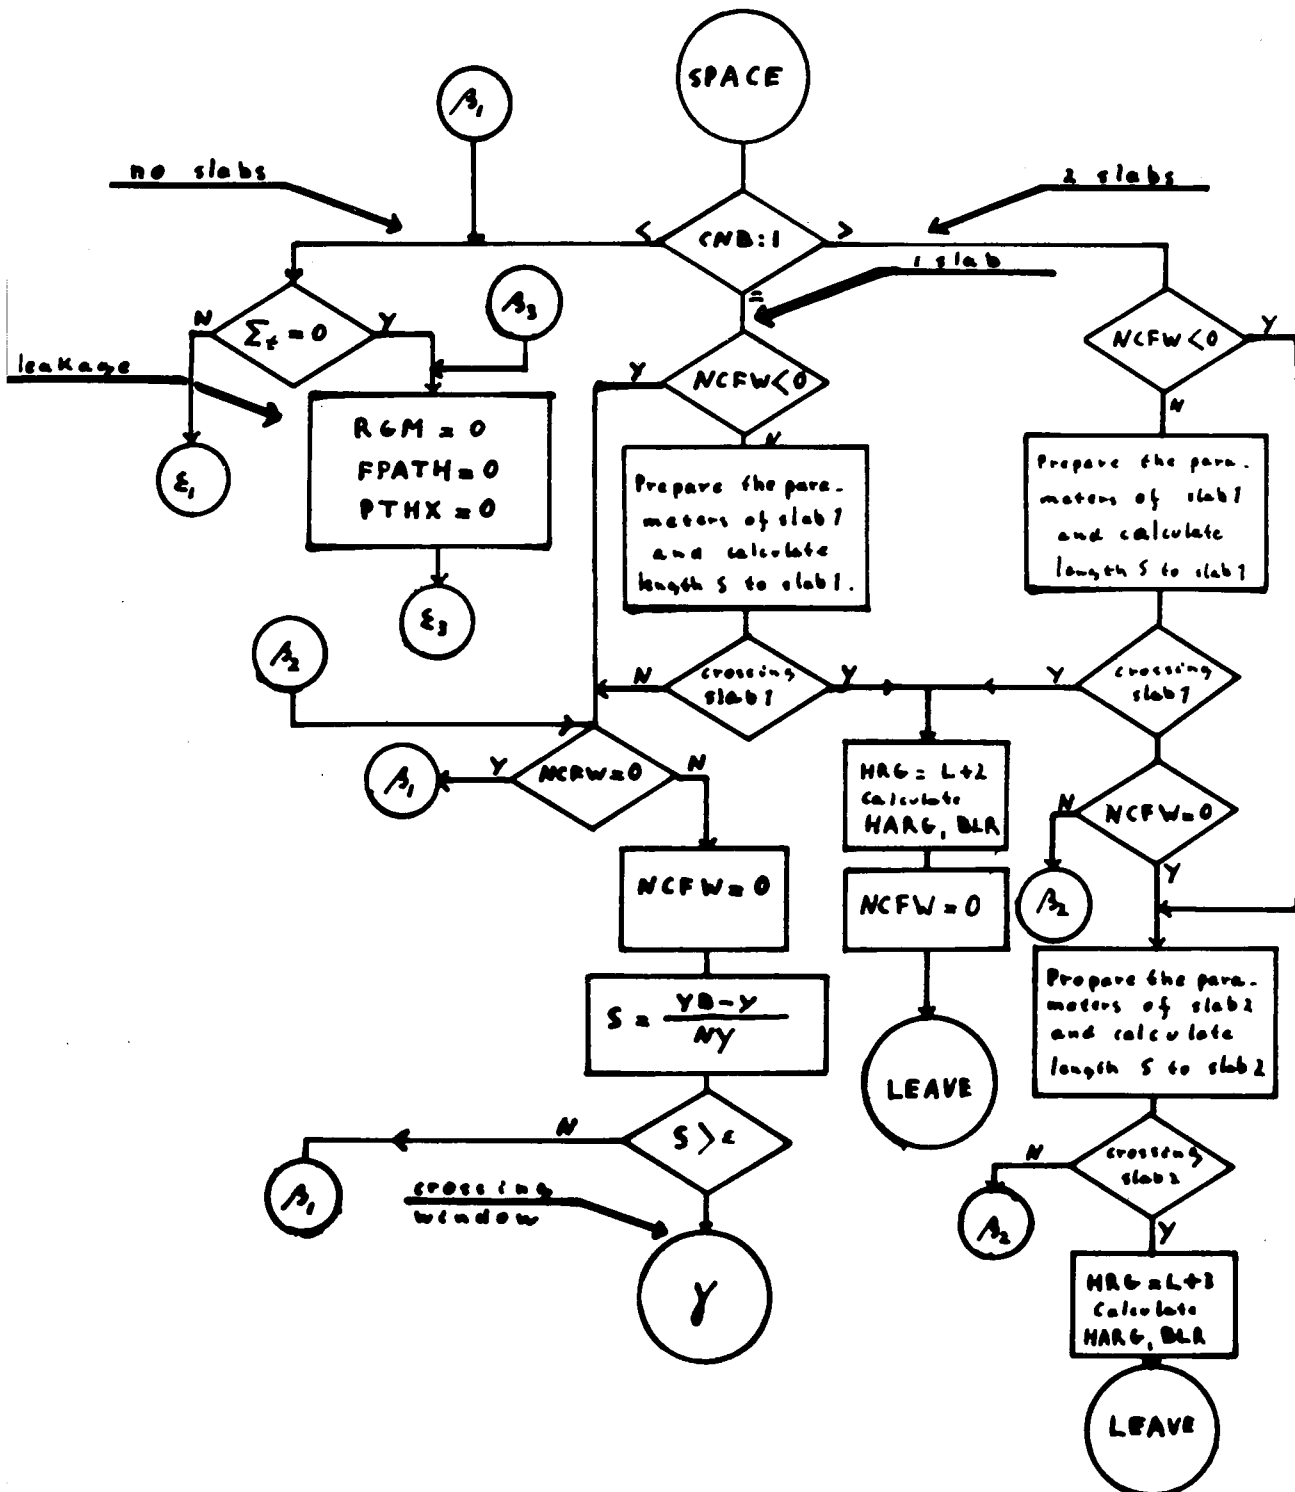 SPACE
β₁
no slabs
2 slabs
< CNB:1 >
1 slab
=
β₃
N Σₜ = 0 Y
NCFW<0 Y
leakage
Y NCFW<0
N
N
RGM = 0
FPATH = 0
PTHX = 0
Prepare the para-
meters of slab 1
and calculate
length S to slab 1.
Prepare the para-
meters of slab 1
and calculate
length S to slab 1
ε₁
ε₃
β₂
N crossing Y
slab 1
Y crossing
slab 1
β₁
Y NCRW=0 N
HRG = L+2
Calculate
HARG, BLR
N NCFW=0
Y
NCFW = 0
NCFW = 0
β₂
S = YB-Y
NY
Prepare the para-
meters of slab 2
and calculate
length S to slab 2
LEAVE
N S > ε
N crossing
slab 2
β₁
crossing
window
β₂
Y
γ
HRG = L+3
Calculate
HARG, BLR
LEAVE